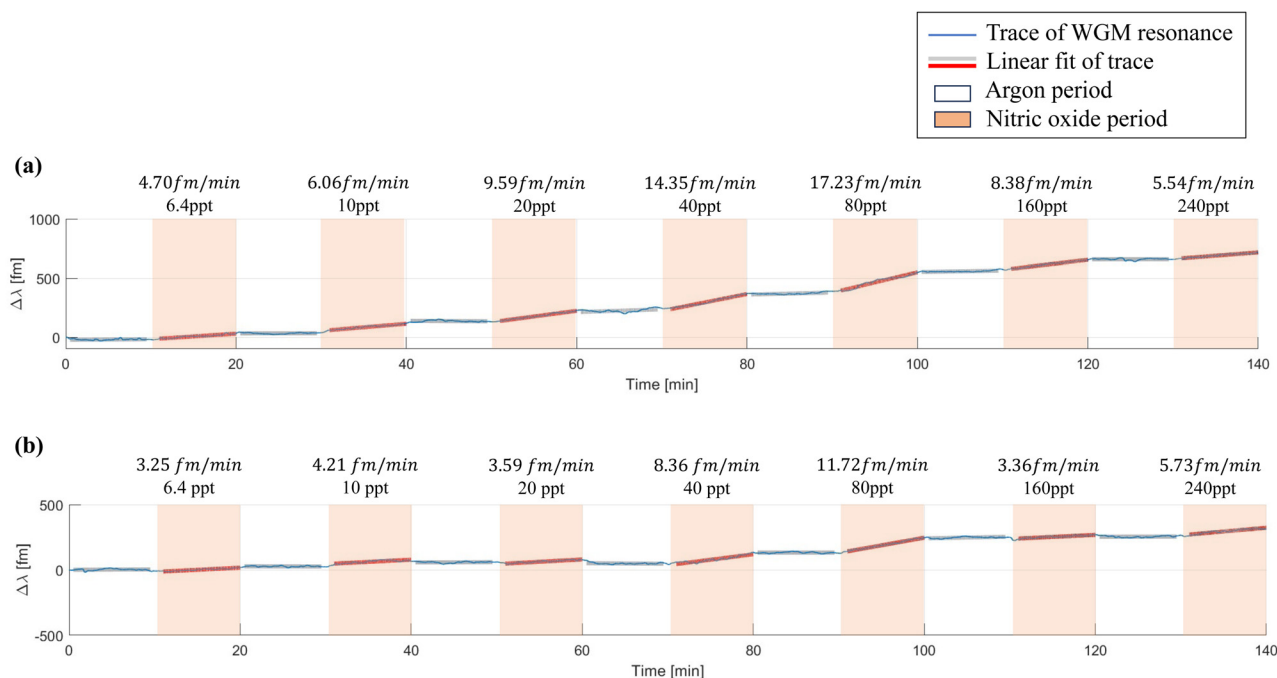 Trace of WGM resonance
Linear fit of trace
Argon period
Nitric oxide period
(a)
4.70fm/min 6.06fm/min 9.59fm/min 14.35fm/min 17.23fm/min 8.38fm/min 5.54fm/min
6.4ppt 10ppt 20ppt 40ppt 80ppt 160ppt 240ppt
1000
500
0
Δλ [fm]
0 20 40 60 80 100 120 140
Time [min]
(b)
3.25 fm/min 4.21 fm/min 3.59 fm/min 8.36 fm/min 11.72fm/min 3.36 fm/min 5.73fm/min
6.4 ppt 10 ppt 20 ppt 40 ppt 80ppt 160ppt 240ppt
500
0
-500
Δλ [fm]
0 20 40 60 80 100 120 140
Time [min]